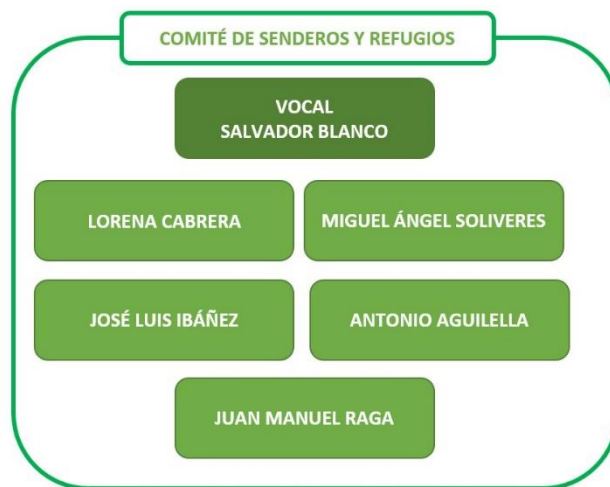 COMITÉ DE SENDEROS Y REFUGIOS
VOCAL
SALVADOR BLANCO
LORENA CABRERA
MIGUEL ÁNGEL SOLIVERES
JOSÉ LUIS IBÁÑEZ
ANTONIO AGUILELLA
JUAN MANUEL RAGA